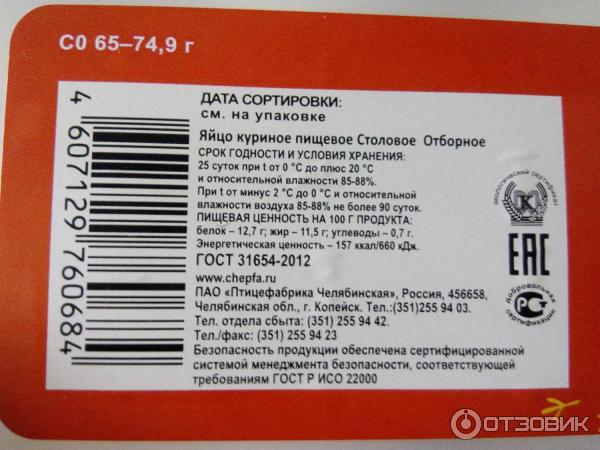 С0 65–74,9 г
ДАТА СОРТИРОВКИ:
см. на упаковке
Яйцо куриное пищевое Столовое Отборное
СРОК ГОДНОСТИ И УСЛОВИЯ ХРАНЕНИЯ:
25 суток при t от 0 °С до плюс 20 °С
и относительной влажности 85-88%.
При t от минус 2 °С до 0 °С и относительной
влажности воздуха 85-88% не более 90 суток.
ПИЩЕВАЯ ЦЕННОСТЬ НА 100 Г ПРОДУКТА:
белок – 12,7 г; жир – 11,5 г; углеводы – 0,7 г.
Энергетическая ценность – 157 ккал/660 кДж.
ГОСТ 31654-2012
www.chepfa.ru
ПАО «Птицефабрика Челябинская», Россия, 456658,
Челябинская обл., г. Копейск. Тел.:(351)255 94 03.
Тел. отдела сбыта: (351) 255 94 42.
Тел./факс: (351) 255 94 23
Безопасность продукции обеспечена сертифицированной
системой менеджмента безопасности, соответствующей
требованиям ГОСТ Р ИСО 22000
4 607129 760684
экологический сертификат
К
ЕАС
добровольная
РСТ
сертификация
ОТЗОВИК